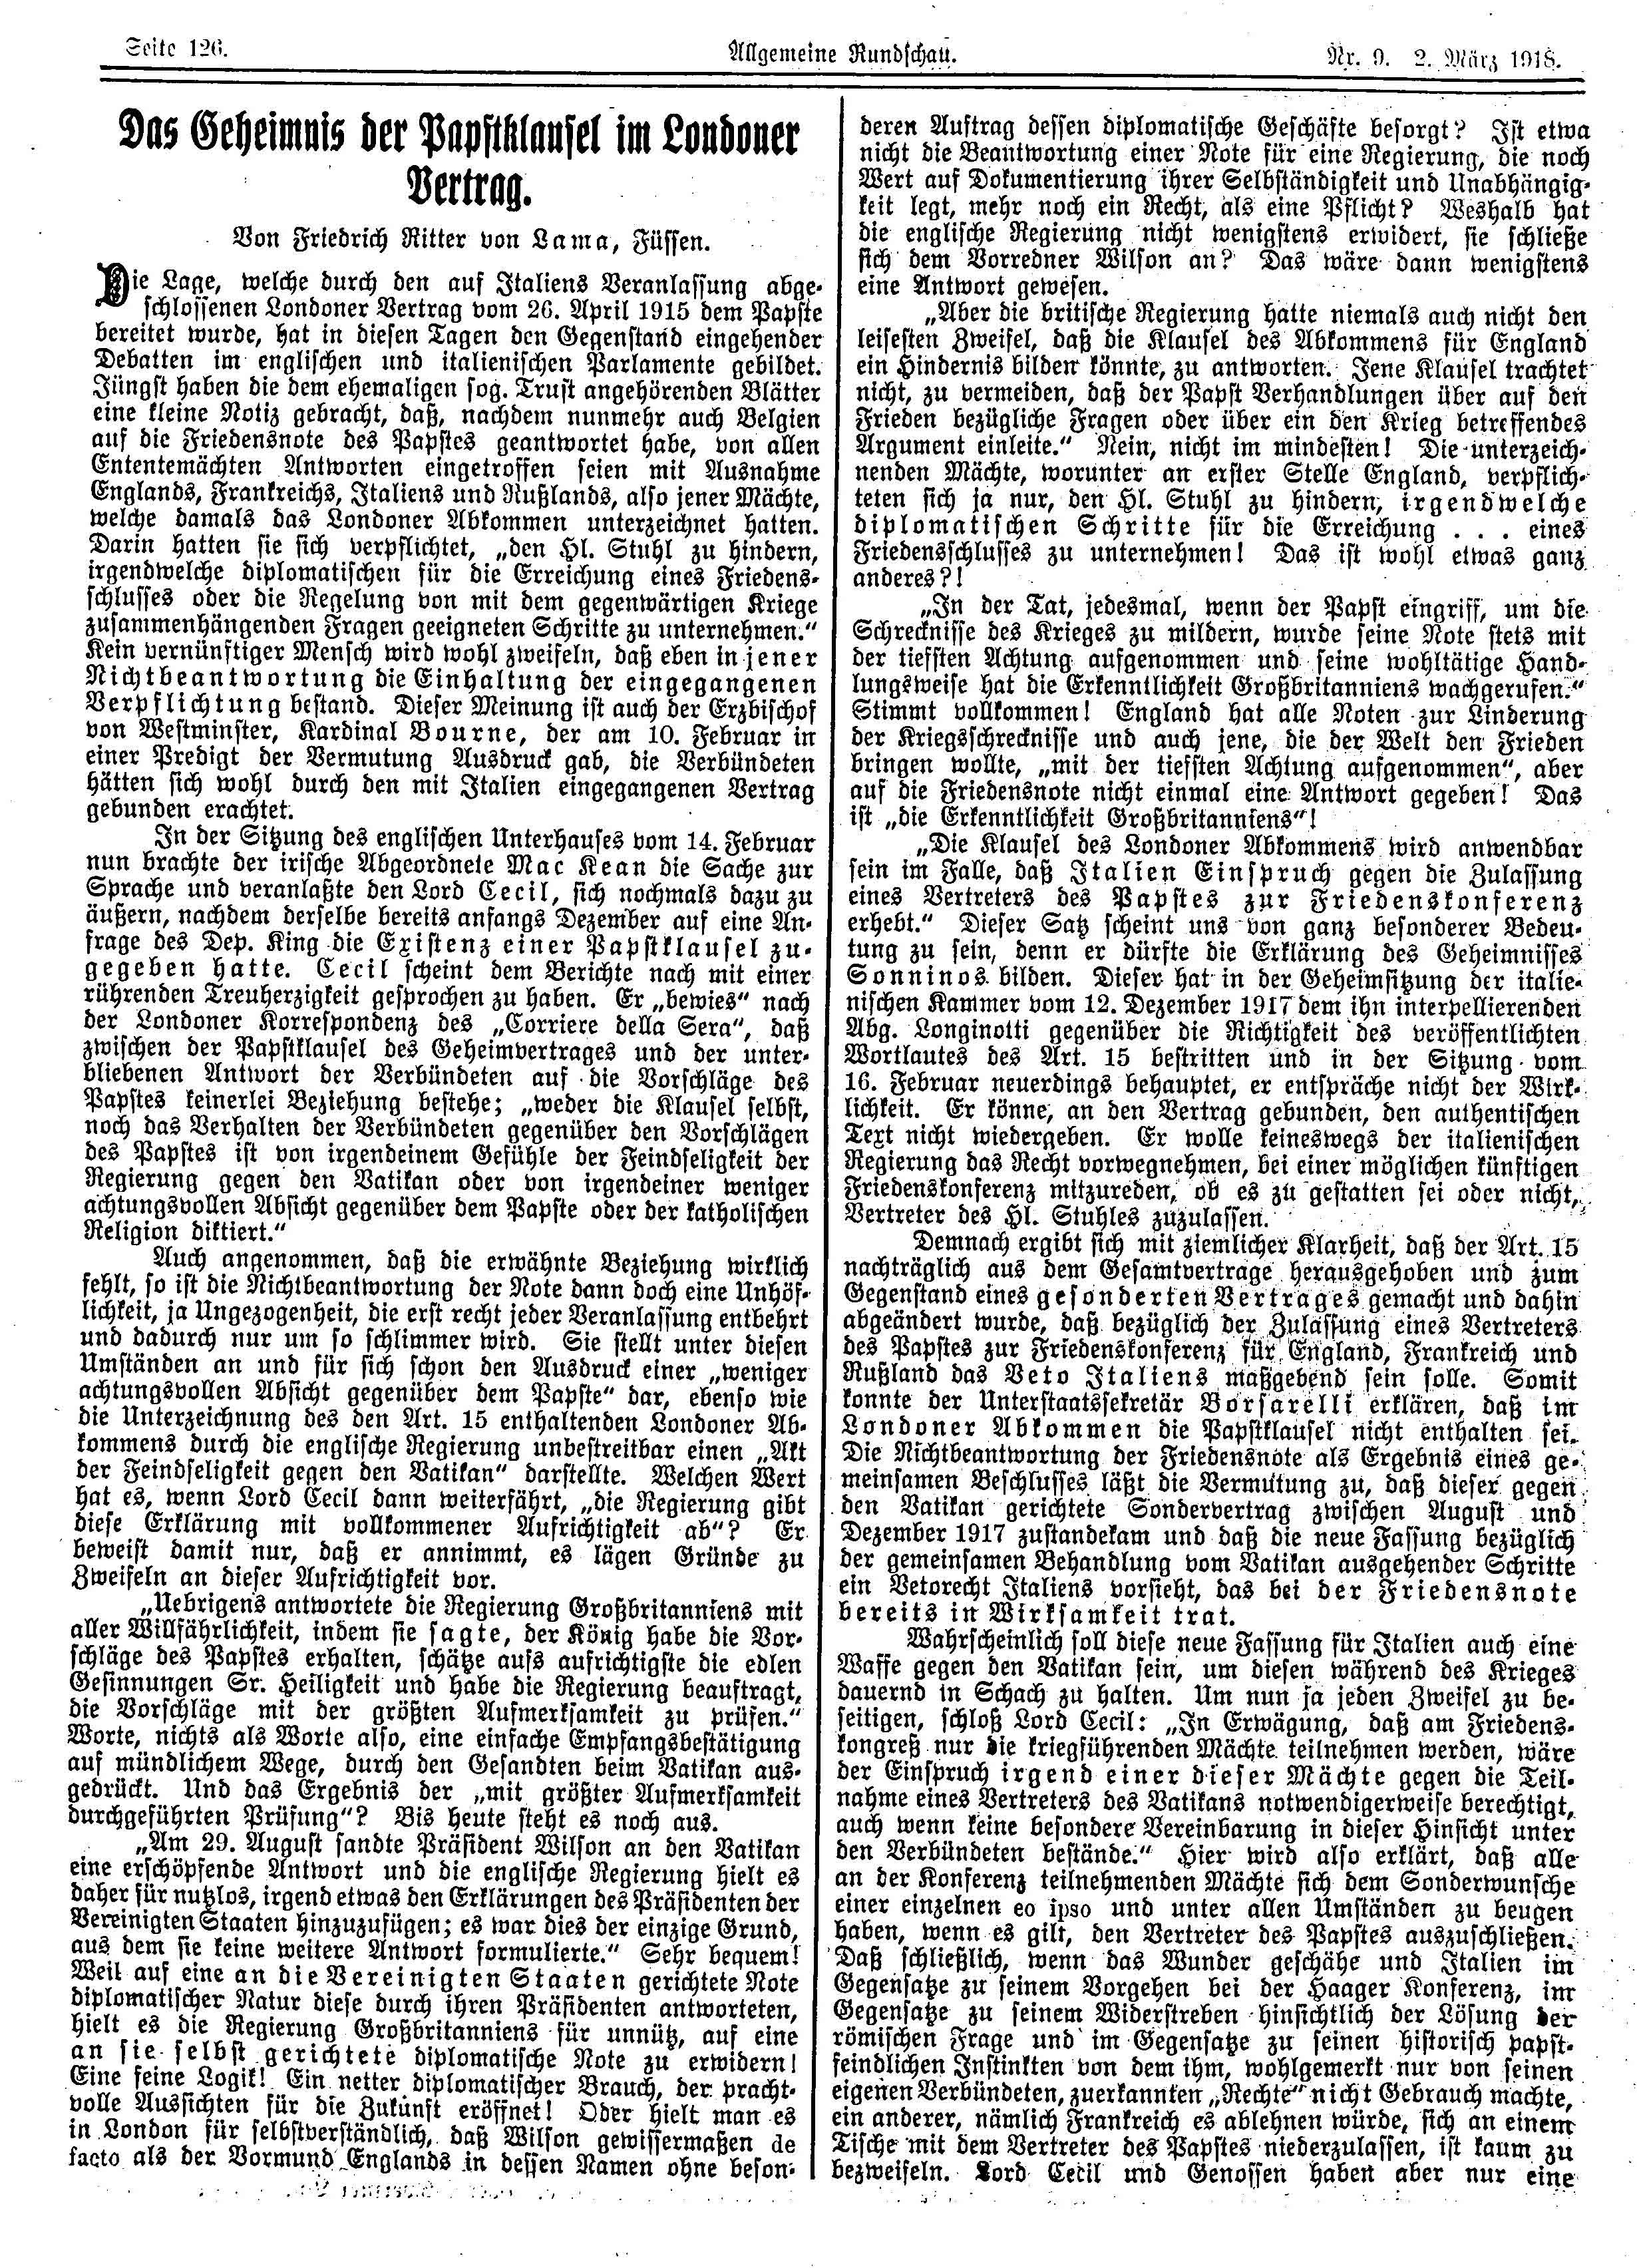 Seite 126.
Allgemeine Rundschau.
Nr. 9. 2. März 1918.
Das Geheimnis der Papstklausel im Londoner
Vertrag.
Von Friedrich Ritter von Lama, Füssen.
Die Lage, welche durch den auf Italiens Veranlassung abge-
schlossenen Londoner Vertrag vom 26. April 1915 dem Papste
bereitet wurde, hat in diesen Tagen den Gegenstand eingehender
Debatten im englischen und italienischen Parlamente gebildet.
Jüngst haben die dem ehemaligen sog. Trust angehörenden Blätter
eine kleine Notiz gebracht, daß, nachdem nunmehr auch Belgien
auf die Friedensnote des Papstes geantwortet habe, von allen
Ententemächten Antworten eingetroffen seien mit Ausnahme
Englands, Frankreichs, Italiens und Rußlands, also jener Mächte,
welche damals das Londoner Abkommen unterzeichnet hatten.
Darin hatten sie sich verpflichtet, „den Hl. Stuhl zu hindern,
irgendwelche diplomatischen für die Erreichung eines Friedens-
schlusses oder die Regelung von mit dem gegenwärtigen Kriege
zusammenhängenden Fragen geeigneten Schritte zu unternehmen.“
Kein vernünftiger Mensch wird wohl zweifeln, daß eben in jener
Nichtbeantwortung die Einhaltung der eingegangenen
Verpflichtung bestand. Dieser Meinung ist auch der Erzbischof
von Westminster, Kardinal Bourne, der am 10. Februar in
einer Predigt der Vermutung Ausdruck gab, die Verbündeten
hätten sich wohl durch den mit Italien eingegangenen Vertrag
gebunden erachtet.
In der Sitzung des englischen Unterhauses vom 14. Februar
nun brachte der irische Abgeordnete Mac Kean die Sache zur
Sprache und veranlaßte den Lord Cecil, sich nochmals dazu zu
äußern, nachdem derselbe bereits anfangs Dezember auf eine An-
frage des Dep. King die Existenz einer Papstklausel zu-
gegeben hatte. Cecil scheint dem Berichte nach mit einer
rührenden Treuherzigkeit gesprochen zu haben. Er „bewies“ nach
der Londoner Korrespondenz des „Corriere della Sera“, daß
zwischen der Papstklausel des Geheimvertrages und der unter-
bliebenen Antwort der Verbündeten auf die Vorschläge des
Papstes keinerlei Beziehung bestehe; „weder die Klausel selbst,
noch das Verhalten der Verbündeten gegenüber den Vorschlägen
des Papstes ist von irgendeinem Gefühle der Feindseligkeit der
Regierung gegen den Vatikan oder von irgendeiner weniger
achtungsvollen Absicht gegenüber dem Papste oder der katholischen
Religion diktiert.“
Auch angenommen, daß die erwähnte Beziehung wirklich
fehlt, so ist die Nichtbeantwortung der Note dann doch eine Unhöf-
lichkeit, ja Ungezogenheit, die erst recht jeder Veranlassung entbehrt
und dadurch nur um so schlimmer wird. Sie stellt unter diesen
Umständen an und für sich schon den Ausdruck einer „weniger
achtungsvollen Absicht gegenüber dem Papste“ dar, ebenso wie
die Unterzeichnung des den Art. 15 enthaltenden Londoner Ab-
kommens durch die englische Regierung unbestreitbar einen „Akt
der Feindseligkeit gegen den Vatikan“ darstellte. Welchen Wert
hat es, wenn Lord Cecil dann weiterfährt, „die Regierung gibt
diese Erklärung mit vollkommener Aufrichtigkeit ab“? Er
beweist damit nur, daß er annimmt, es lägen Gründe zu
Zweifeln an dieser Aufrichtigkeit vor.
„Uebrigens antwortete die Regierung Großbritanniens mit
aller Willfährlichkeit, indem sie sagte, der König habe die Vor-
schläge des Papstes erhalten, schätze aufs aufrichtigste die edlen
Gesinnungen Sr. Heiligkeit und habe die Regierung beauftragt,
die Vorschläge mit der größten Aufmerksamkeit zu prüfen.“
Worte, nichts als Worte also, eine einfache Empfangsbestätigung
auf mündlichem Wege, durch den Gesandten beim Vatikan aus-
gedrückt. Und das Ergebnis der „mit größter Aufmerksamkeit
durchgeführten Prüfung“? Bis heute steht es noch aus.
„Am 29. August sandte Präsident Wilson an den Vatikan
eine erschöpfende Antwort und die englische Regierung hielt es
daher für nutzlos, irgend etwas den Erklärungen des Präsidenten der
Vereinigten Staaten hinzuzufügen; es war dies der einzige Grund,
aus dem sie keine weitere Antwort formulierte.“ Sehr bequem!
Weil auf eine an die Vereinigten Staaten gerichtete Note
diplomatischer Natur diese durch ihren Präsidenten antworteten,
hielt es die Regierung Großbritanniens für unnütz, auf eine
an sie selbst gerichtete diplomatische Note zu erwidern!
Eine feine Logik! Ein netter diplomatischer Brauch, der pracht-
volle Aussichten für die Zukunft eröffnet! Oder hielt man es
in London für selbstverständlich, daß Wilson gewissermaßen de
facto als der Vormund Englands in dessen Namen ohne beson-
deren Auftrag dessen diplomatische Geschäfte besorgt? Ist etwa
nicht die Beantwortung einer Note für eine Regierung, die noch
Wert auf Dokumentierung ihrer Selbständigkeit und Unabhängig-
keit legt, mehr noch ein Recht, als eine Pflicht? Weshalb hat
die englische Regierung nicht wenigstens erwidert, sie schließe
sich dem Vorredner Wilson an? Das wäre dann wenigstens
eine Antwort gewesen.
„Aber die britische Regierung hatte niemals auch nicht den
leisesten Zweifel, daß die Klausel des Abkommens für England
ein Hindernis bilden könnte, zu antworten. Jene Klausel trachtet
nicht, zu vermeiden, daß der Papst Verhandlungen über auf den
Frieden bezügliche Fragen oder über ein den Krieg betreffendes
Argument einleite.“ Nein, nicht im mindesten! Die unterzeich-
nenden Mächte, worunter an erster Stelle England, verpflich-
teten sich ja nur, den Hl. Stuhl zu hindern, irgendwelche
diplomatischen Schritte für die Erreichung . . . eines
Friedensschlusses zu unternehmen! Das ist wohl etwas ganz
anderes?!
„In der Tat, jedesmal, wenn der Papst eingriff, um die
Schrecknisse des Krieges zu mildern, wurde seine Note stets mit
der tiefsten Achtung aufgenommen und seine wohltätige Hand-
lungsweise hat die Erkenntlichkeit Großbritanniens wachgerufen.“
Stimmt vollkommen! England hat alle Noten zur Linderung
der Kriegsschrecknisse und auch jene, die der Welt den Frieden
bringen wollte, „mit der tiefsten Achtung aufgenommen“, aber
auf die Friedensnote nicht einmal eine Antwort gegeben! Das
ist „die Erkenntlichkeit Großbritanniens“!
„Die Klausel des Londoner Abkommens wird anwendbar
sein im Falle, daß Italien Einspruch gegen die Zulassung
eines Vertreters des Papstes zur Friedenskonferenz
erhebt.“ Dieser Satz scheint uns von ganz besonderer Bedeu-
tung zu sein, denn er dürfte die Erklärung des Geheimnisses
Sonninos bilden. Dieser hat in der Geheimsitzung der italie-
nischen Kammer vom 12. Dezember 1917 dem ihn interpellierenden
Abg. Longinotti gegenüber die Richtigkeit des veröffentlichten
Wortlautes des Art. 15 bestritten und in der Sitzung vom
16. Februar neuerdings behauptet, er entspräche nicht der Wirk-
lichkeit. Er könne, an den Vertrag gebunden, den authentischen
Text nicht wiedergeben. Er wolle keineswegs der italienischen
Regierung das Recht vorwegnehmen, bei einer möglichen künftigen
Friedenskonferenz mitzureden, ob es zu gestatten sei oder nicht,
Vertreter des Hl. Stuhles zuzulassen.
Demnach ergibt sich mit ziemlicher Klarheit, daß der Art. 15
nachträglich aus dem Gesamtvertrage herausgehoben und zum
Gegenstand eines gesonderten Vertrages gemacht und dahin
abgeändert wurde, daß bezüglich der Zulassung eines Vertreters
des Papstes zur Friedenskonferenz für England, Frankreich und
Rußland das Veto Italiens maßgebend sein solle. Somit
konnte der Unterstaatssekretär Borsarelli erklären, daß im
Londoner Abkommen die Papstklausel nicht enthalten sei.
Die Nichtbeantwortung der Friedensnote als Ergebnis eines ge-
meinsamen Beschlusses läßt die Vermutung zu, daß dieser gegen
den Vatikan gerichtete Sondervertrag zwischen August und
Dezember 1917 zustandekam und daß die neue Fassung bezüglich
der gemeinsamen Behandlung vom Vatikan ausgehender Schritte
ein Vetorecht Italiens vorsieht, das bei der Friedensnote
bereits in Wirksamkeit trat.
Wahrscheinlich soll diese neue Fassung für Italien auch eine
Waffe gegen den Vatikan sein, um diesen während des Krieges
dauernd in Schach zu halten. Um nun ja jeden Zweifel zu be-
seitigen, schloß Lord Cecil: „In Erwägung, daß am Friedens-
kongreß nur die kriegführenden Mächte teilnehmen werden, wäre
der Einspruch irgend einer dieser Mächte gegen die Teil-
nahme eines Vertreters des Vatikans notwendigerweise berechtigt,
auch wenn keine besondere Vereinbarung in dieser Hinsicht unter
den Verbündeten bestände.“ Hier wird also erklärt, daß alle
an der Konferenz teilnehmenden Mächte sich dem Sonderwunsche
einer einzelnen eo ipso und unter allen Umständen zu beugen
haben, wenn es gilt, den Vertreter des Papstes auszuschließen.
Daß schließlich, wenn das Wunder geschähe und Italien im
Gegensatze zu seinem Vorgehen bei der Haager Konferenz, im
Gegensatze zu seinem Widerstreben hinsichtlich der Lösung der
römischen Frage und im Gegensatze zu seinen historisch papst-
feindlichen Instinkten von dem ihm, wohlgemerkt nur von seinen
eigenen Verbündeten, zuerkannten „Rechte“ nicht Gebrauch machte,
ein anderer, nämlich Frankreich es ablehnen würde, sich an einem
Tische mit dem Vertreter des Papstes niederzulassen, ist kaum zu
bezweifeln. Lord Cecil und Genossen haben aber nur eine